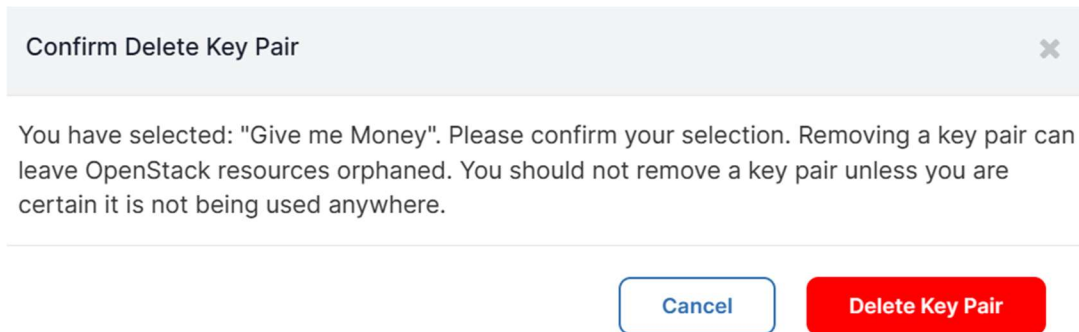 Confirm Delete Key Pair
You have selected: "Give me Money". Please confirm your selection. Removing a key pair can
leave OpenStack resources orphaned. You should not remove a key pair unless you are
certain it is not being used anywhere.
Cancel
Delete Key Pair